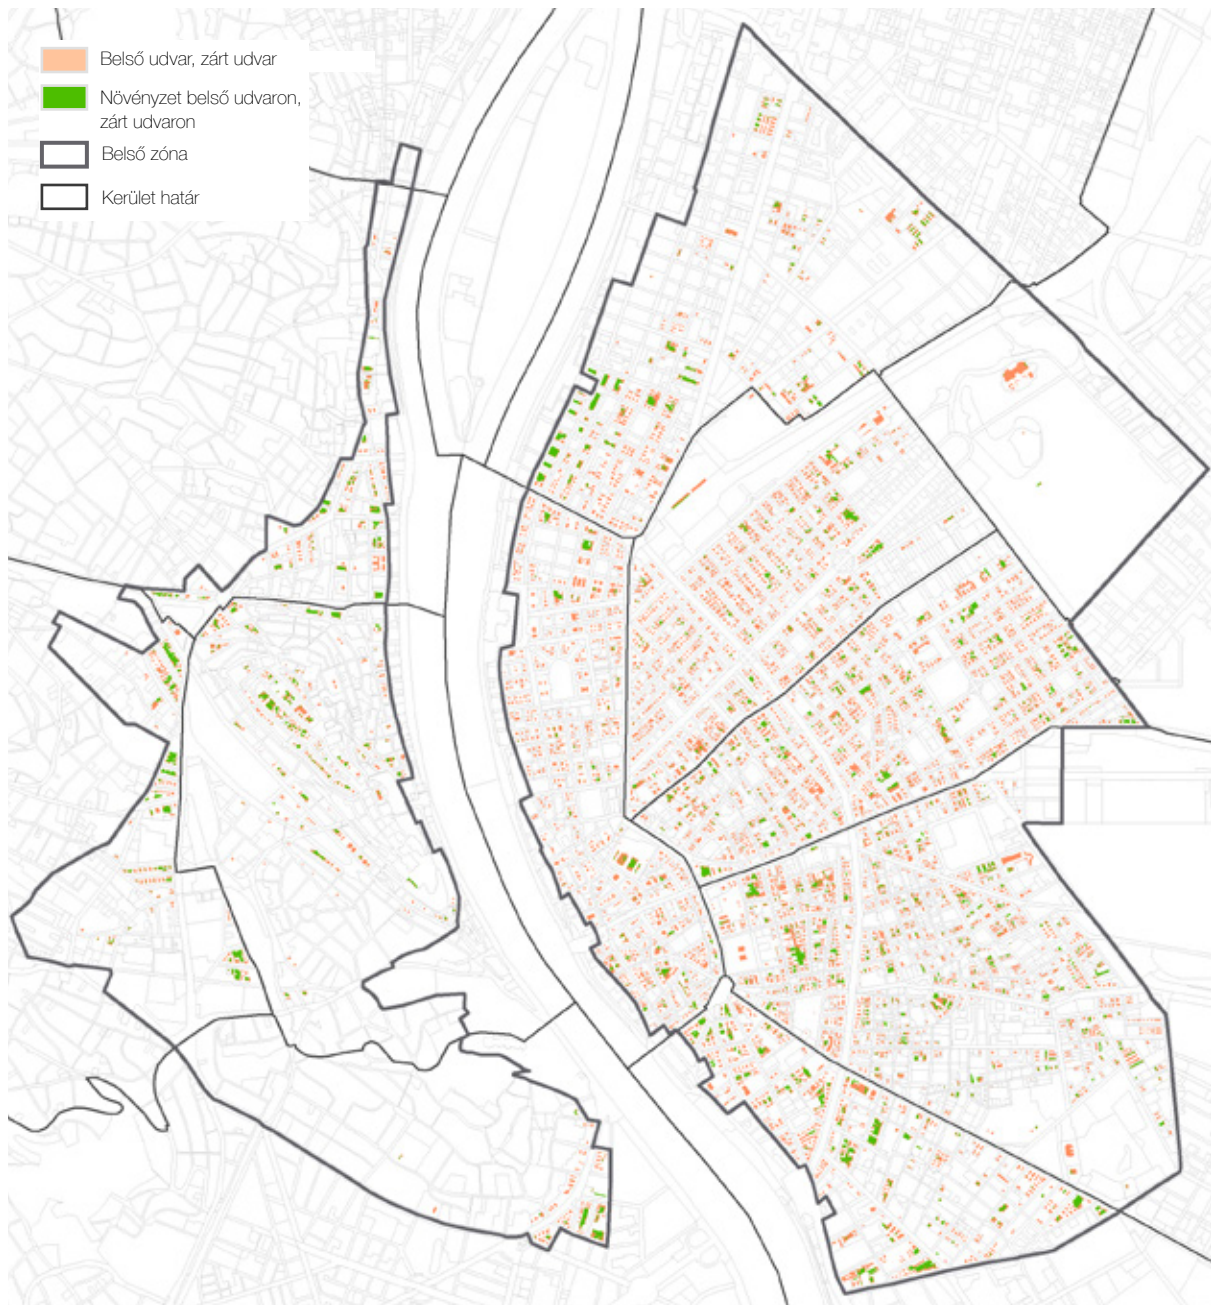 Belső udvar, zárt udvar
Növényzet belső udvaron,
zárt udvaron
Belső zóna
Kerület határ